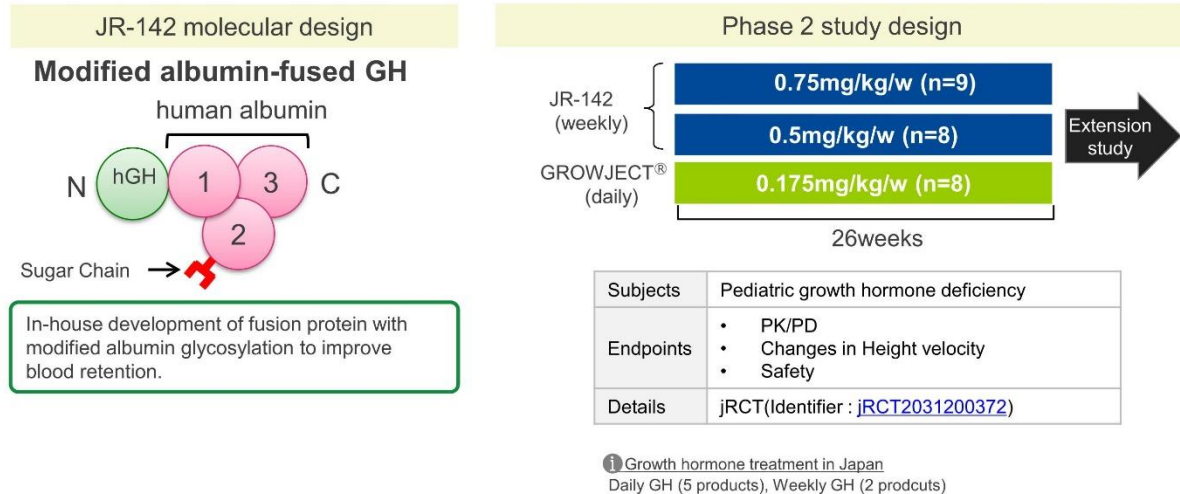 JR-142 molecular design
Modified albumin-fused GH
human albumin
N
hGH
1
3
C
2
Sugar Chain
In-house development of fusion protein with
modified albumin glycosylation to improve
blood retention.
Phase 2 study design
JR-142
(weekly)
0.75mg/kg/w (n=9)
0.5mg/kg/w (n=8)
GROWJECT®
(daily)
0.175mg/kg/w (n=8)
Extension
study
26weeks
Subjects Pediatric growth hormone deficiency
Endpoints
• PK/PD
• Changes in Height velocity
• Safety
Details jRCT(Identifier : jRCT2031200372)
i Growth hormone treatment in Japan
Daily GH (5 products), Weekly GH (2 prodcuts)